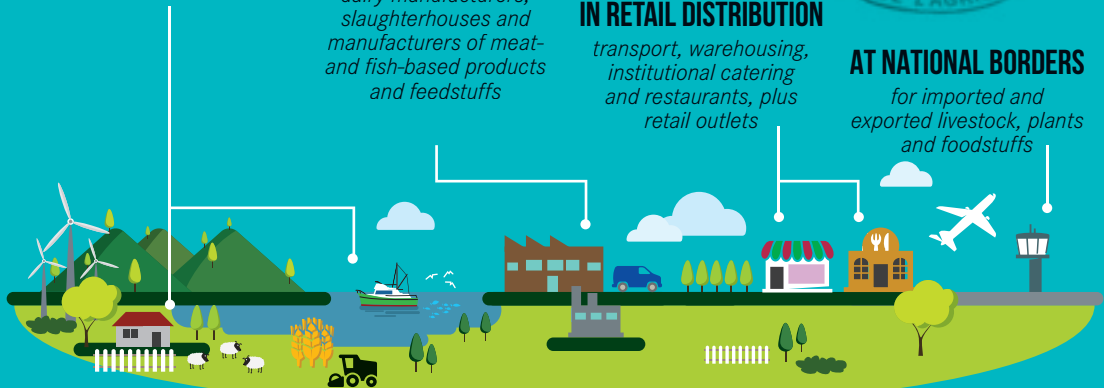 slaughterhouses and
manufacturers of meat-
and fish-based products
and feedstuffs
IN RETAIL DISTRIBUTION
transport, warehousing,
institutional catering
and restaurants, plus
retail outlets
AT NATIONAL BORDERS
for imported and
exported livestock, plants
and foodstuffs